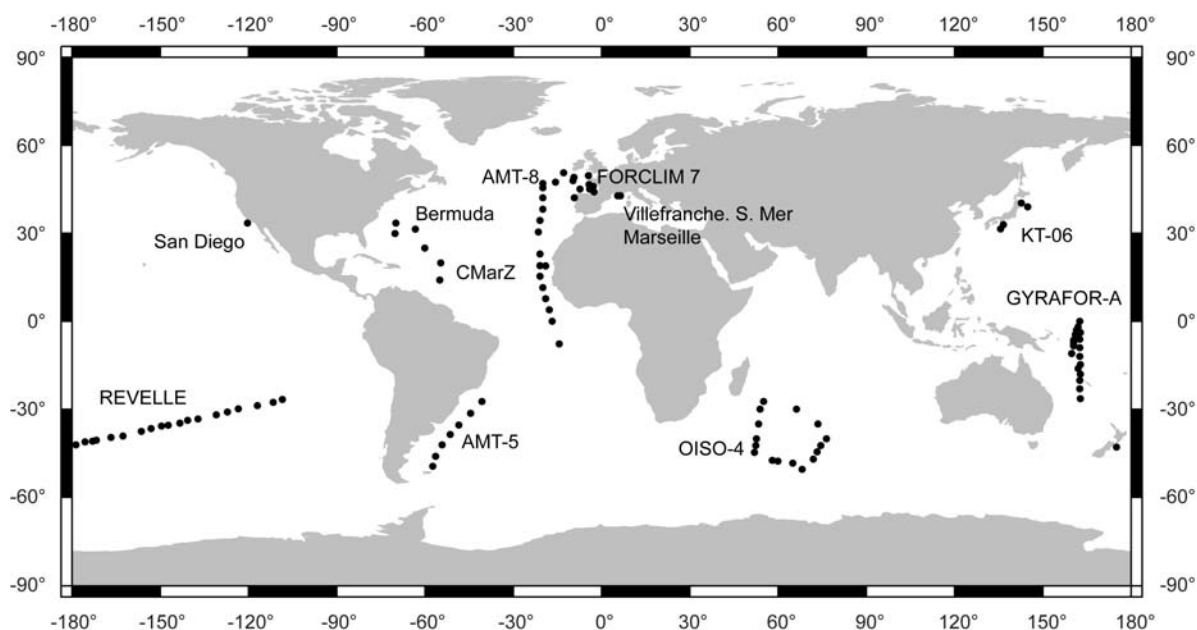 -180° -150° -120° -90° -60° -30° 0° 30° 60° 90° 120° 150° 180°
90° 90°
60° 60°
AMT-8 FORCLIM 7
Bermuda Villefranche. S. Mer
San Diego Marseille KT-06
30° 30°
CMarZ
GYRAFOR-A
0° 0°
REVELLE
-30° -30°
AMT-5 OISO-4
-60° -60°
-90° -90°
-180° -150° -120° -90° -60° -30° 0° 30° 60° 90° 120° 150° 180°